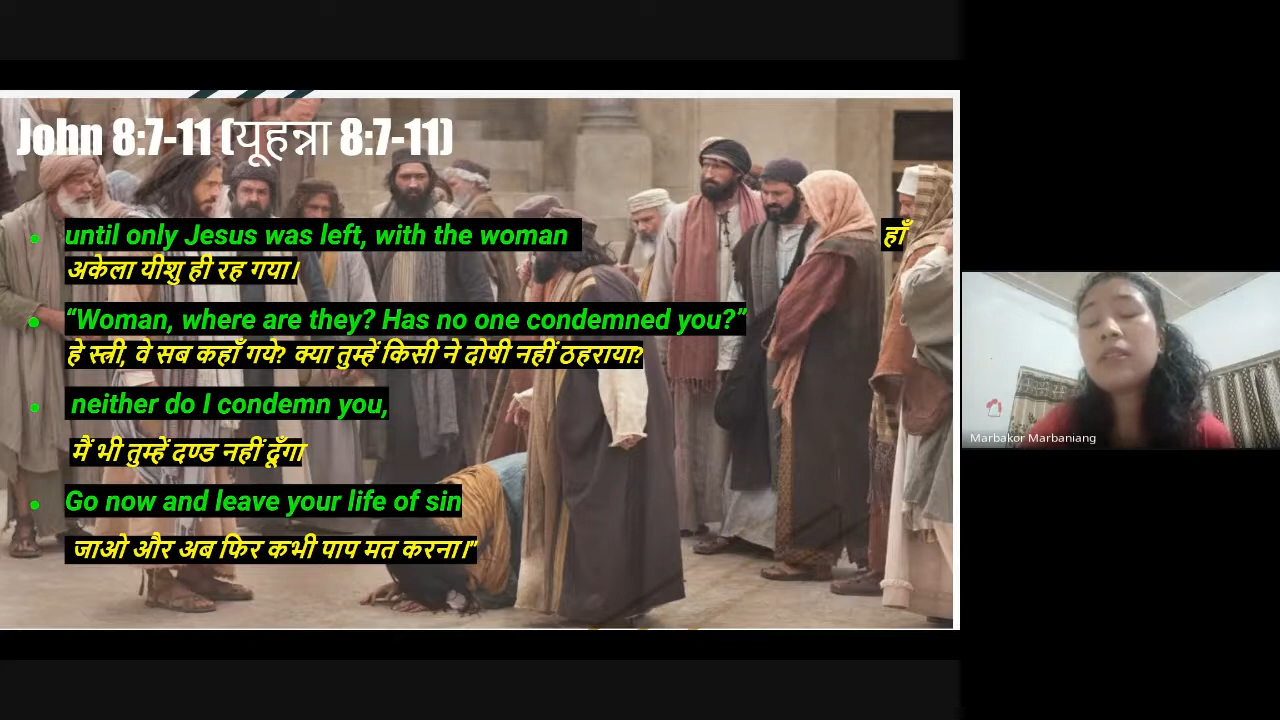 John 8:7-11 (यूहन्ना 8:7-11)
until only Jesus was left, with the woman हाँ
अकेला यीशु ही रह गया।
“Woman, where are they? Has no one condemned you?”
हे स्त्री, वे सब कहाँ गये? क्या तुम्हें किसी ने दोषी नहीं ठहराया?
neither do I condemn you,
मैं भी तुम्हें दण्ड नहीं दूँगा
Go now and leave your life of sin
जाओ और अब फिर कभी पाप मत करना।”
Marbakor Marbaniang